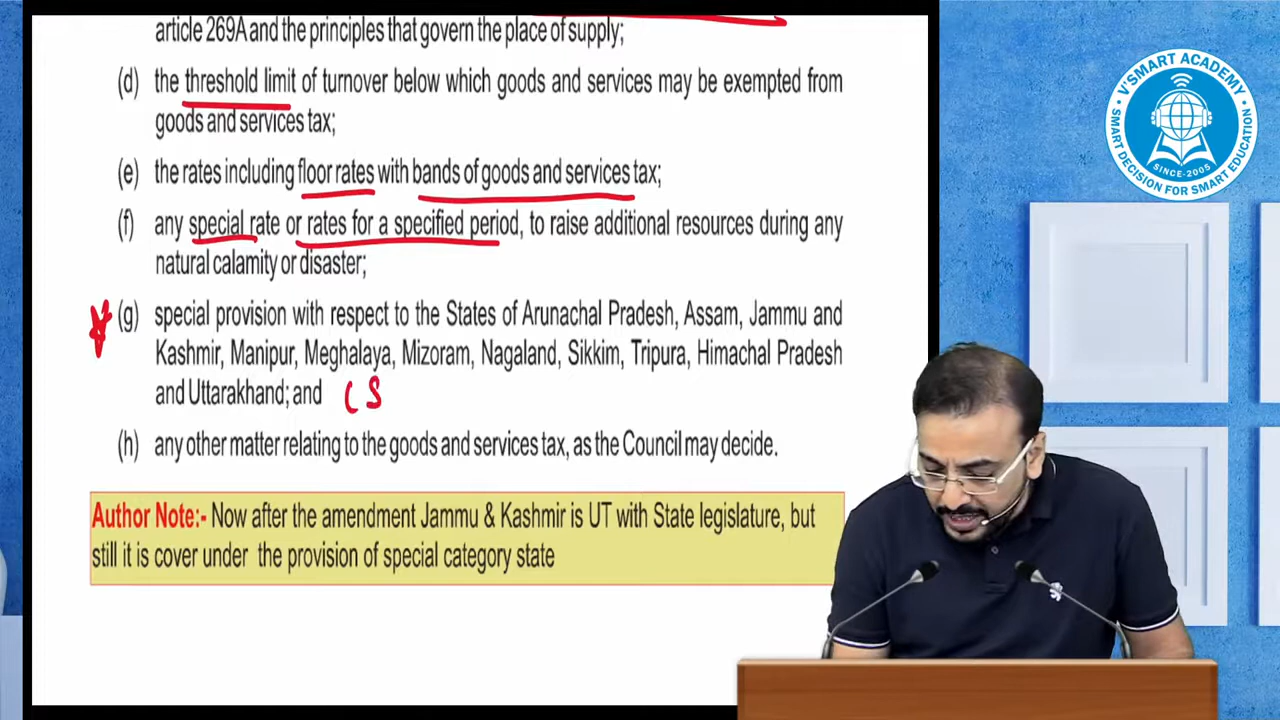 article 269A and the principles that govern the place of supply;
(d) the threshold limit of turnover below which goods and services may be exempted from
goods and services tax;
(e) the rates including floor rates with bands of goods and services tax;
(f) any special rate or rates for a specified period, to raise additional resources during any
natural calamity or disaster;
(g) special provision with respect to the States of Arunachal Pradesh, Assam, Jammu and
Kashmir, Manipur, Meghalaya, Mizoram, Nagaland, Sikkim, Tripura, Himachal Pradesh
and Uttarakhand; and ( S
(h) any other matter relating to the goods and services tax, as the Council may decide.
Author Note:- Now after the amendment Jammu & Kashmir is UT with State legislature, but
still it is cover under the provision of special category state
V'SMART ACADEMY
SINCE-2005
SMART DECISION FOR SMART EDUCATION